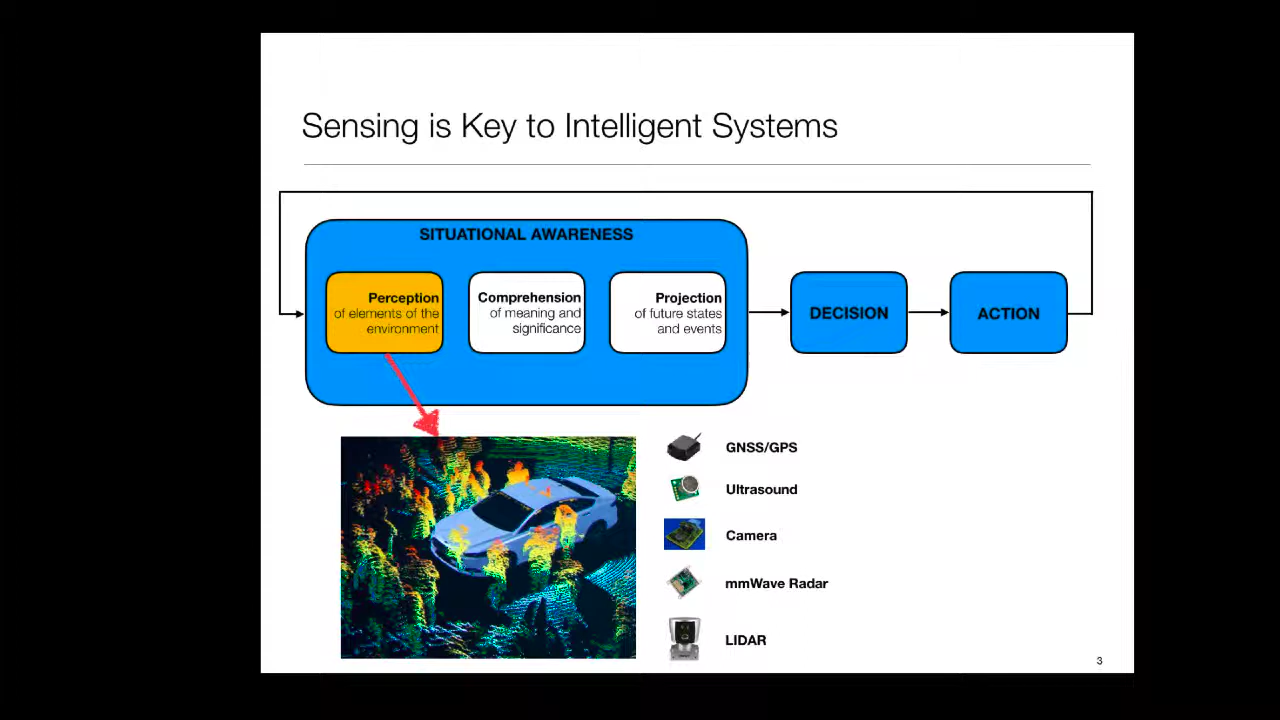 Sensing is Key to Intelligent Systems
SITUATIONAL AWARENESS
Perception
of elements of the
environment
Comprehension
of meaning and
significance
Projection
of future states
and events
DECISION
ACTION
GNSS/GPS
Ultrasound
Camera
mmWave Radar
LIDAR
3